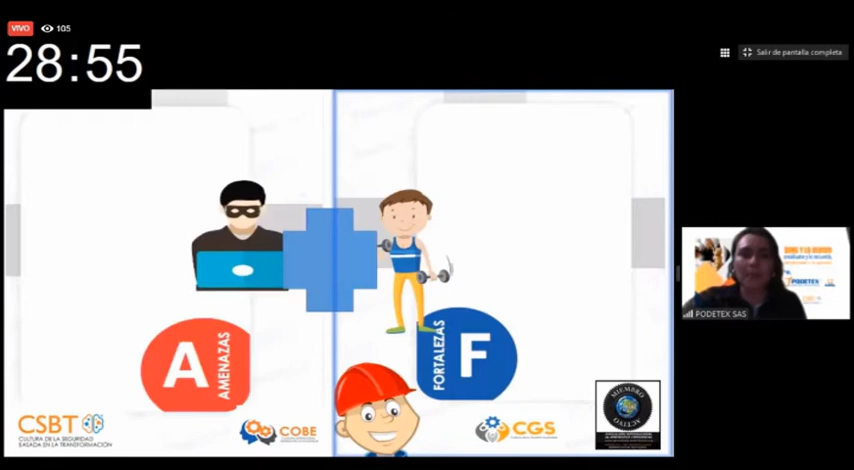 VIVO 105
28:55
Salir de pantalla completa
A
AMENAZAS
FORTALEZAS
F
PODETEX
PODETEX SAS
CSBT
CULTURA DE LA SEGURIDAD
BASADA EN LA TRANSFORMACIÓN
COBE
CGS
MIEMBRO
ACTIVO